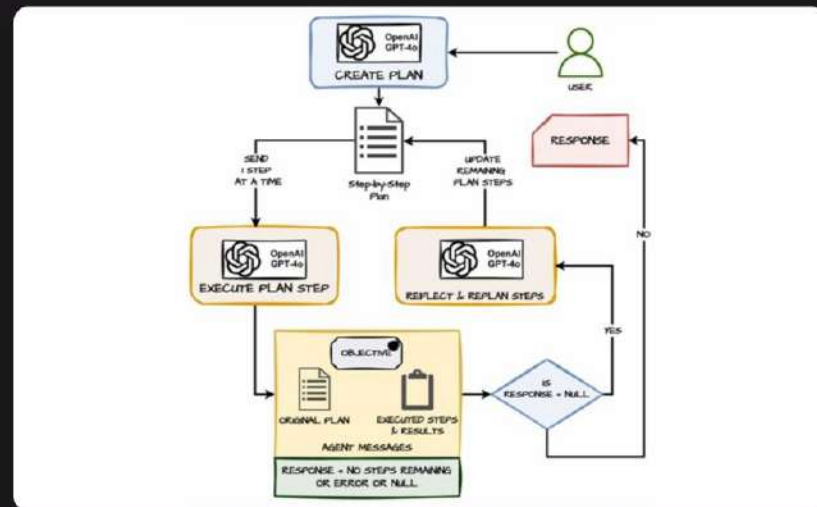 OpenAI
GPT-4o
CREATE PLAN
USER
RESPONSE
SEND
1 STEP
AT A TIME
Step-by-Step
Plan
UPDATE
REMAINING
PLAN STEPS
NO
OpenAI
GPT-4o
EXECUTE PLAN STEP
OpenAI
GPT-4o
REFLECT & REPLAN STEPS
YES
OBJECTIVE
ORIGINAL PLAN
EXECUTED STEPS
& RESULTS
AGENT MESSAGES
IS
RESPONSE = NULL
RESPONSE = NO STEPS REMAINING
OR ERROR OR NULL